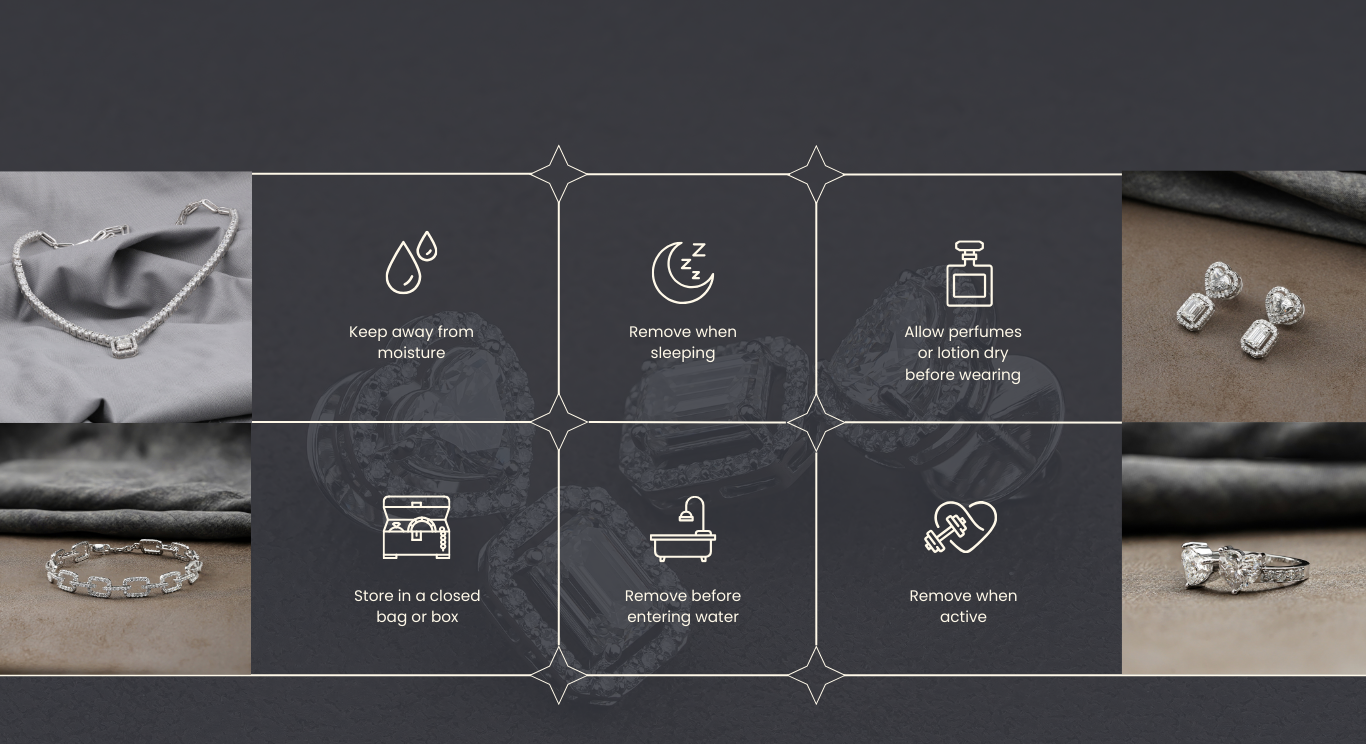 Keep away from
moisture
Remove when
sleeping
Allow perfumes
or lotion dry
before wearing
Store in a closed
bag or box
Remove before
entering water
Remove when
active